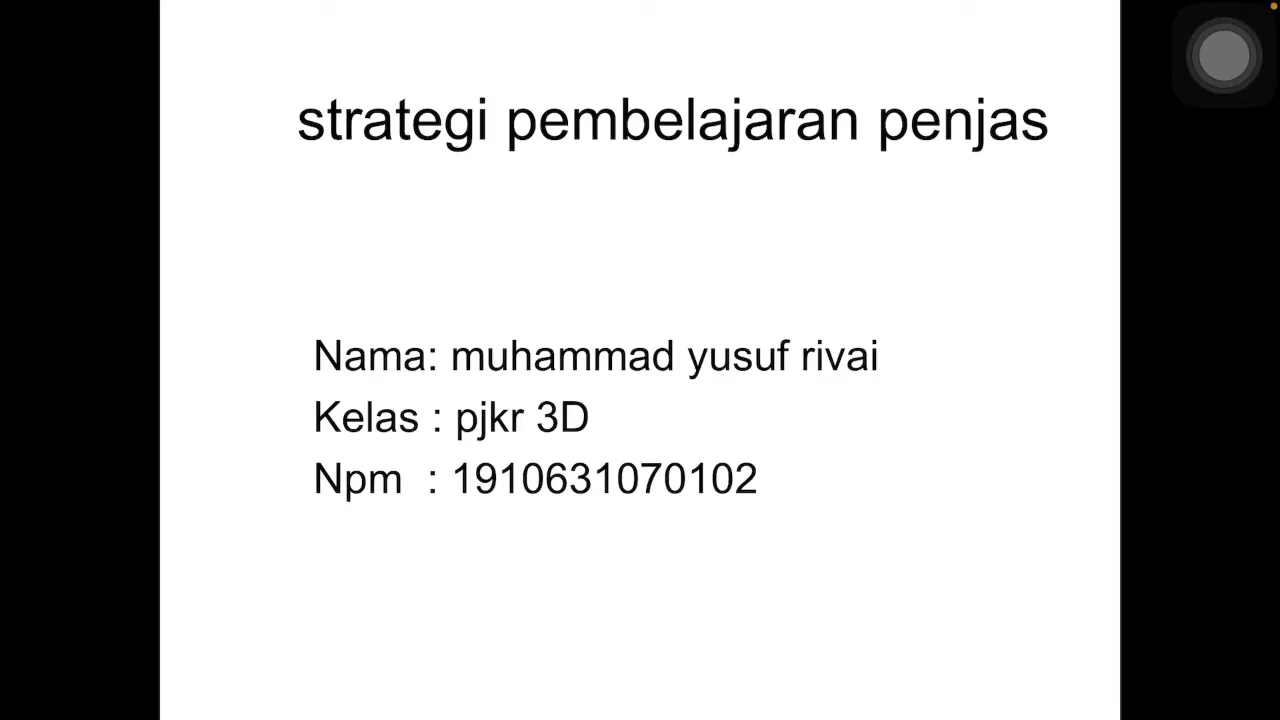 strategi pembelajaran penjas
Nama: muhammad yusuf rivai
Kelas : pjkr 3D
Npm : 1910631070102